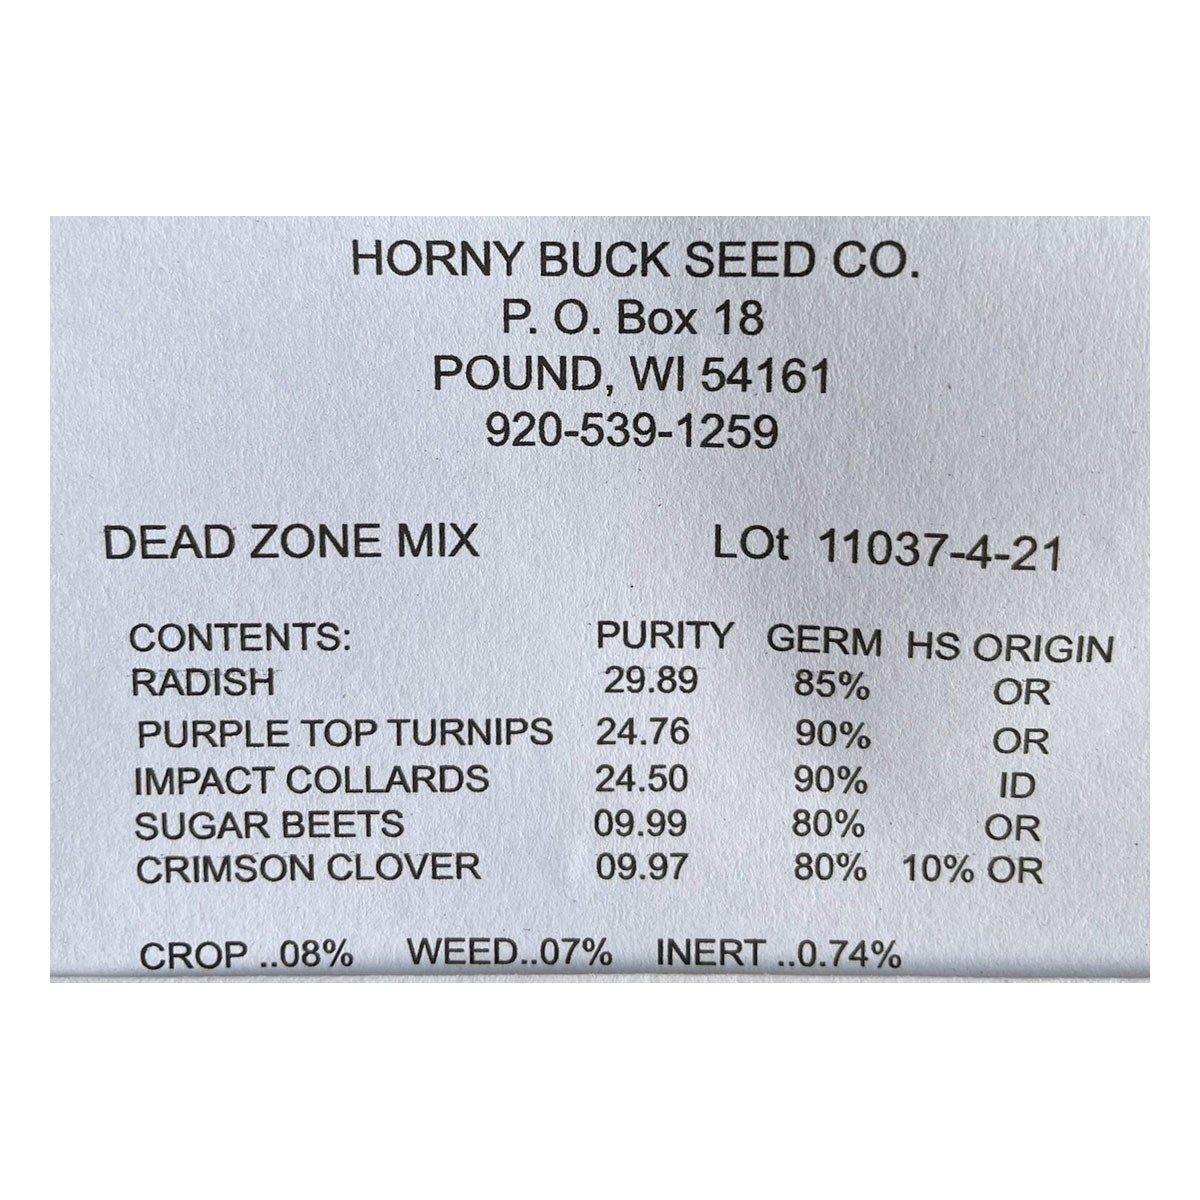 HORNY BUCK SEED CO.
P. O. Box 18
POUND, WI 54161
920-539-1259
DEAD ZONE MIX LOt 11037-4-21
CONTENTS: PURITY GERM HS ORIGIN
RADISH 29.89 85% OR
PURPLE TOP TURNIPS 24.76 90% OR
IMPACT COLLARDS 24.50 90% ID
SUGAR BEETS 09.99 80% OR
CRIMSON CLOVER 09.97 80% 10% OR
CROP ..08% WEED..07% INERT ..0.74%